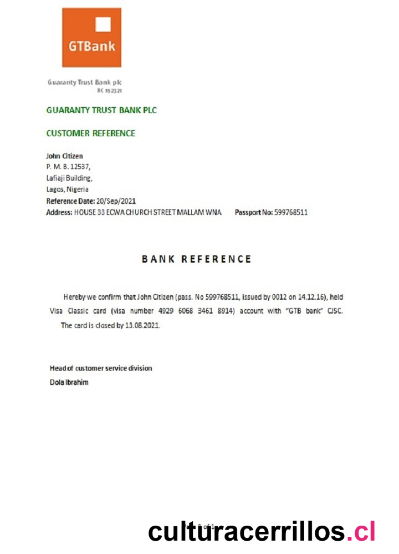 GTBank
Guaranty Trust Bank plc
GUARANTY TRUST BANK PLC
CUSTOMER REFERENCE
John Citizen
P. M. B. 12537,
Lafiaji Building,
Lagos, Nigeria
Reference Date: 20/Sep/2021
Address: HOUSE 33 ECWA CHURCH STREET MALLAM WNA Passport No: 599768511
BANK REFERENCE
Hereby we confirm that John Citizen (pass. No 599768511, issued by 0012 on 14.12.16), held
Visa Classic card (visa number 4929 6068 3461 8914) account with "GTB bank" CJSC.
The card is closed by 13.08.2021.
Head of customer service division
Dola Ibrahim
culturacerrillos.cl